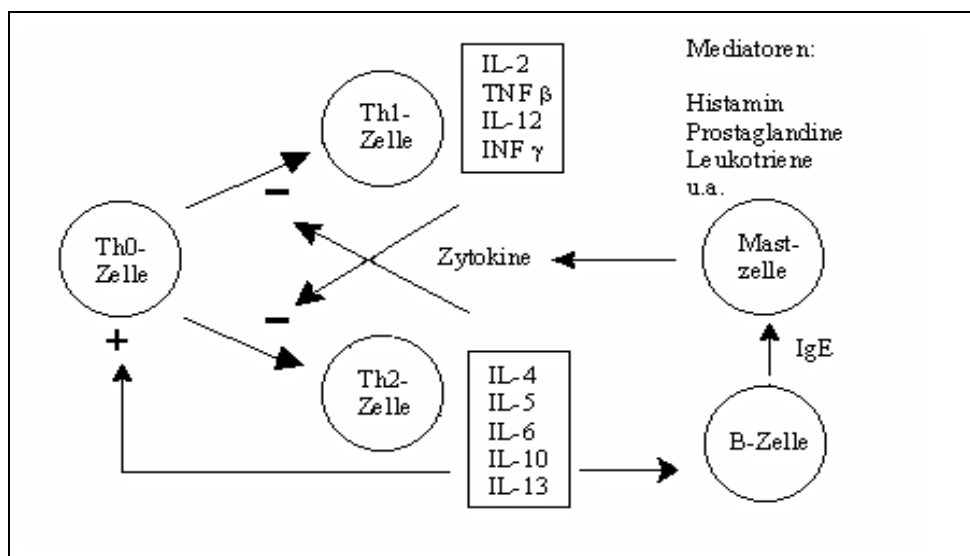 Th0-
Zelle
+
Th1-
Zelle
IL-2
TNF β
IL-12
INF γ
–
–
Th2-
Zelle
IL-4
IL-5
IL-6
IL-10
IL-13
Zytokine
Mediatoren:
Histamin
Prostaglandine
Leukotriene
u.a.
Mast-
zelle
IgE
B-Zelle